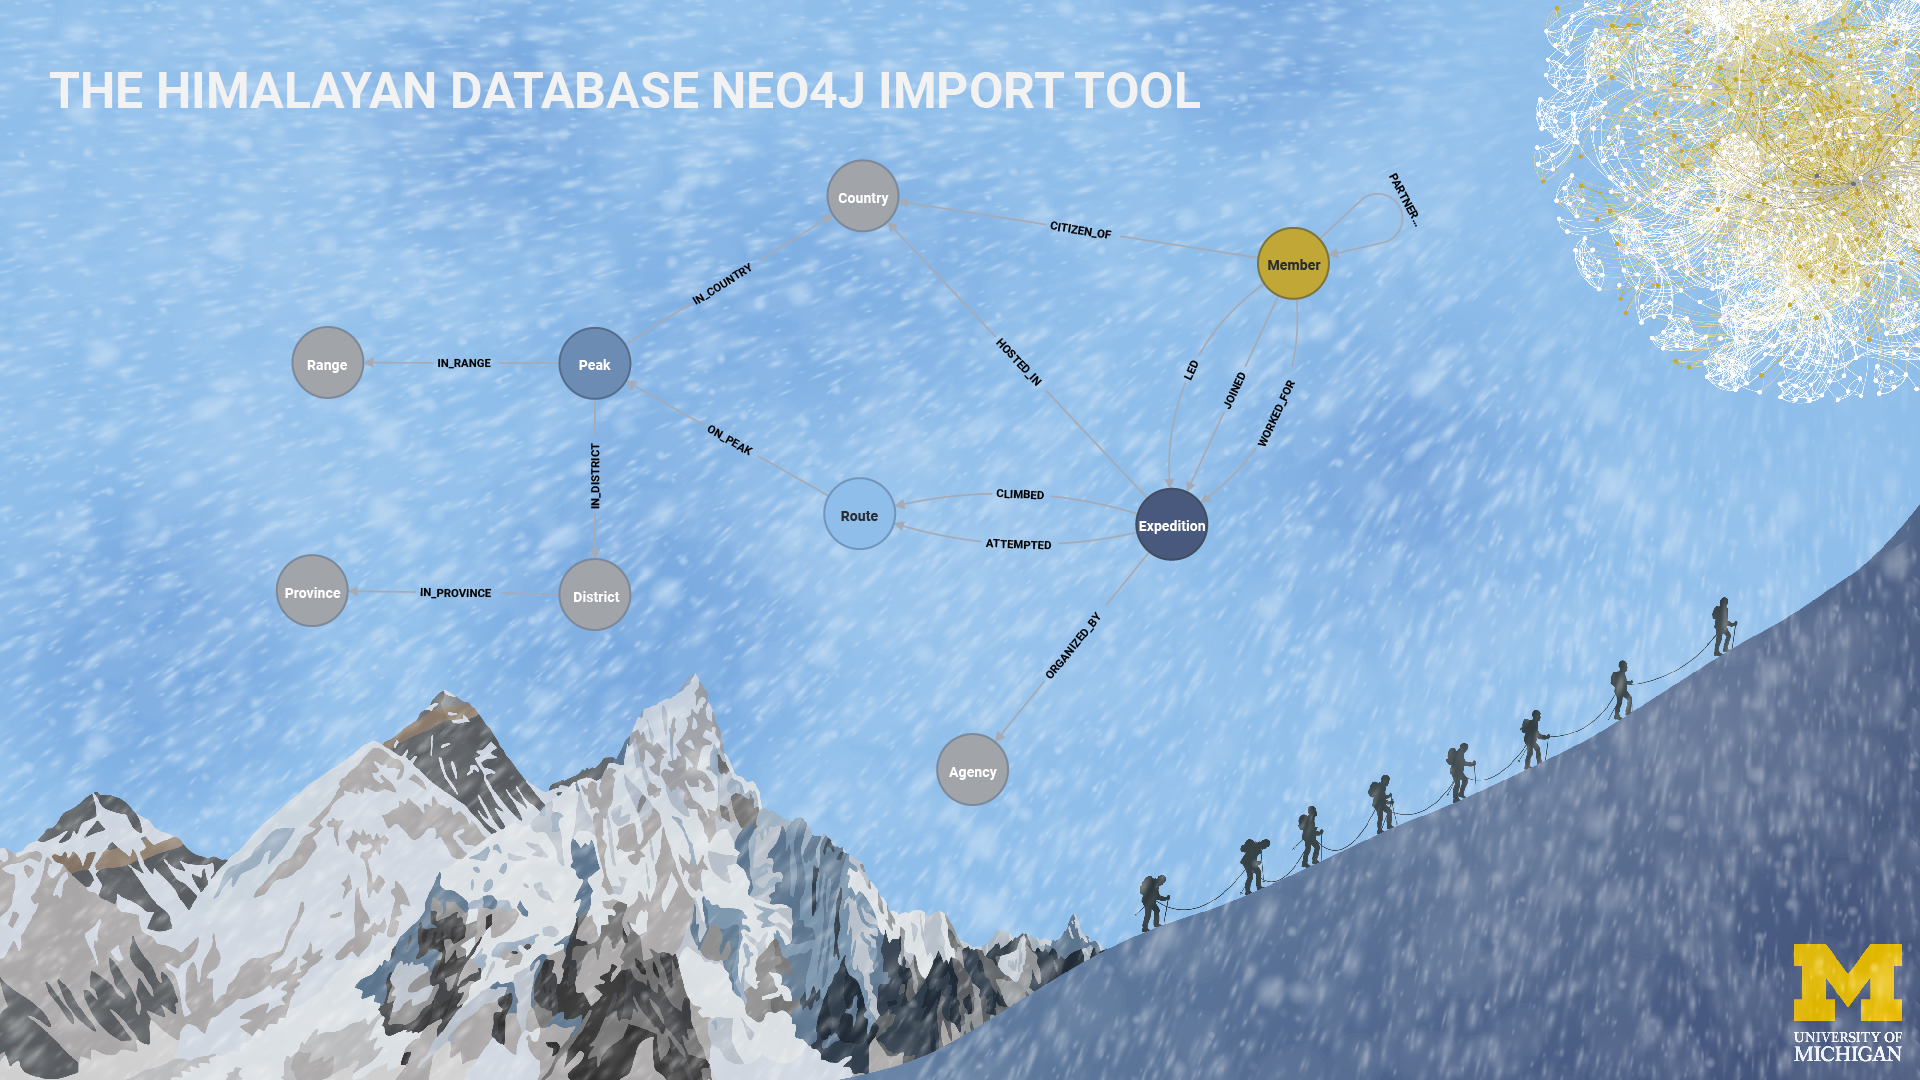 THE HIMALAYAN DATABASE NEO4J IMPORT TOOL
Country
CITIZEN_OF
PARTNER...
Member
IN_COUNTRY
HOSTED_IN
LED
JOINED
WORKED_FOR
Range
IN_RANGE
Peak
ON_PEAK
IN_DISTRICT
CLIMBED
Route
ATTEMPTED
Expedition
Province
IN_PROVINCE
District
ORGANIZED_BY
Agency
M
UNIVERSITY OF
MICHIGAN